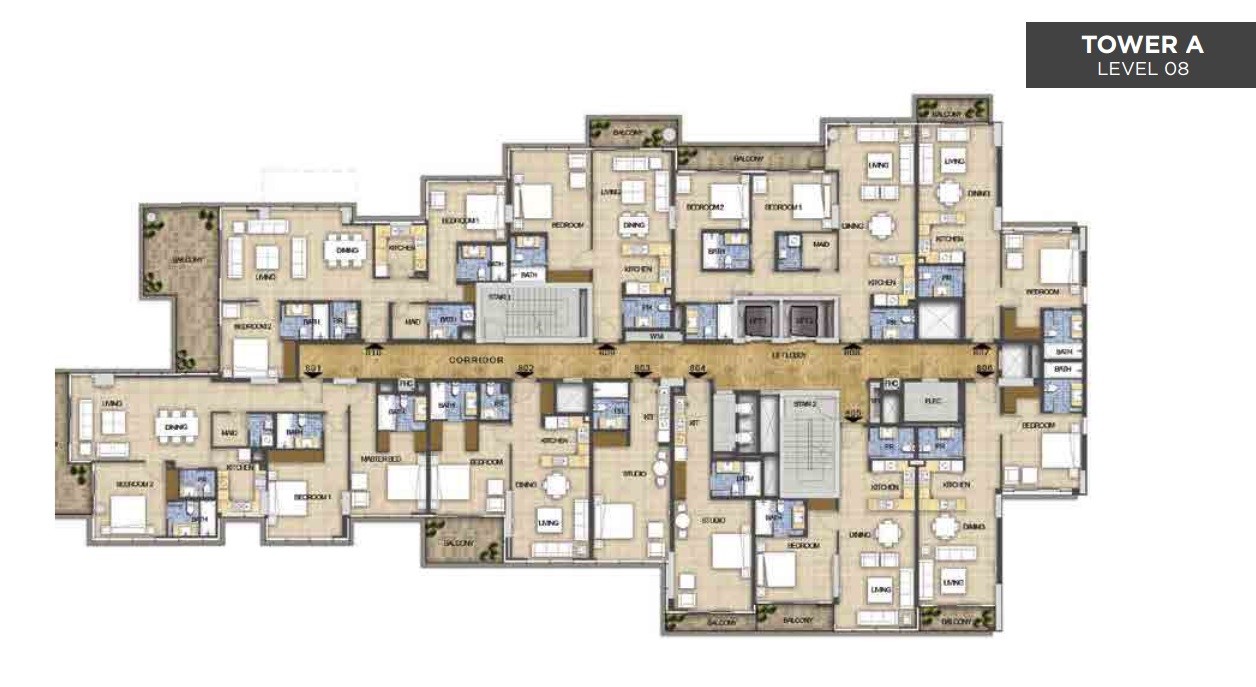 TOWER A
LEVEL 08
BALCONY
BALCONY
BALCONY
LIVING
LIVING
BEDROOM 2
DINING
LIVING
BEDROOM 1
BEDROOM
DINING
DINING
KITCHEN
DINING
KITCHEN
BATH
MAID
BALCONY
LIVING
BATH
BATH
KITCHEN
KITCHEN
PR
BEDROOM
STAIR 1
BEDROOM 2
BATH
PR
MAID
BATH
PR
LIFT 1
LIFT 2
PR
BATH
810
CORRIDOR
809
LIFT LOBBY
808
807
801
802
803
804
806
BATH
FHC
FHC
ELEC.
805
LIVING
DINING
MAID
BATH
BATH
BATH
PR
PR
KIT
KIT
STAIR 2
BEDROOM
KITCHEN
PR
PR
KITCHEN
MASTER BED
BEDROOM
STUDIO
BEDROOM 2
PR
BEDROOM 1
DINING
BATH
KITCHEN
KITCHEN
BATH
LIVING
STUDIO
BATH
DINING
DINING
BALCONY
BEDROOM
LIVING
LIVING
BALCONY
BALCONY
BALCONY